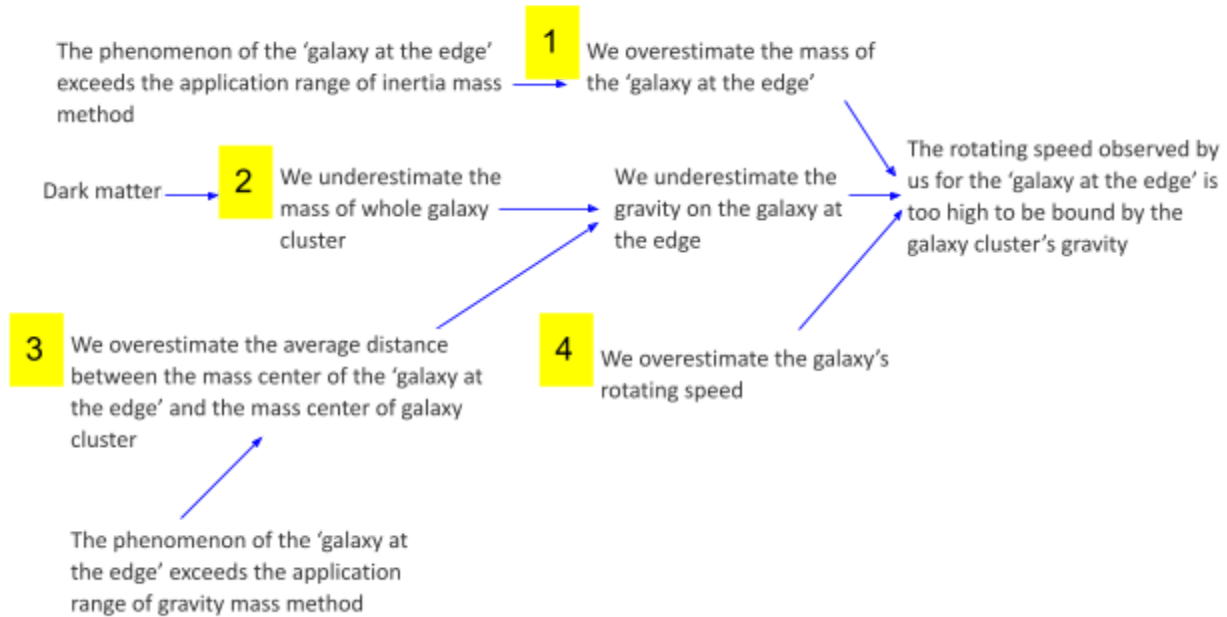 The phenomenon of the ‘galaxy at the edge’
exceeds the application range of inertia mass
method
1
We overestimate the mass of
the ‘galaxy at the edge’
Dark matter
2
We underestimate the
mass of whole galaxy
cluster
We underestimate the
gravity on the galaxy at
the edge
The rotating speed observed by
us for the ‘galaxy at the edge’ is
too high to be bound by the
galaxy cluster’s gravity
3
We overestimate the average distance
between the mass center of the ‘galaxy at
the edge’ and the mass center of galaxy
cluster
4
We overestimate the galaxy’s
rotating speed
The phenomenon of the ‘galaxy at
the edge’ exceeds the application
range of gravity mass method